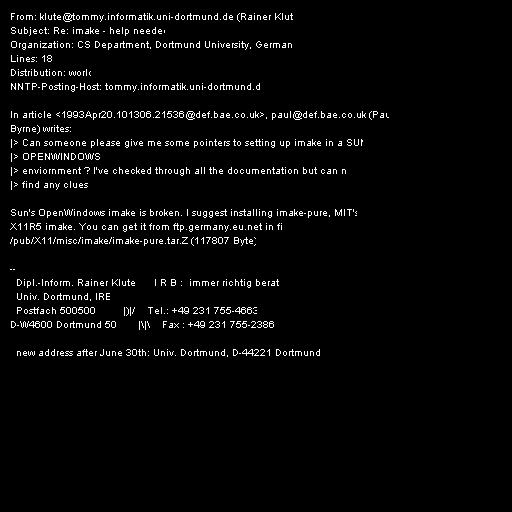 From: klute@tommy.informatik.uni-dortmund.de (Rainer Klut
Subject: Re: imake - help neede
Organization: CS Department, Dortmund University, German
Lines: 18
Distribution: worl
NNTP-Posting-Host: tommy.informatik.uni-dortmund.d
In article <1993Apr20.101306.21536@def.bae.co.uk>, paul@def.bae.co.uk (Pau
Byrne) writes:
|> Can someone please give me some pointers to setting up imake in a SUN
|> OPENWINDOWS
|> enviornment ? I've checked through all the documentation but can n
|> find any clues
Sun's OpenWindows imake is broken. I suggest installing imake-pure, MIT's
X11R5 imake. You can get it from ftp.germany.eu.net in fi
/pub/X11/misc/imake/imake-pure.tar.Z (117807 Byte)
--
Dipl.-Inform. Rainer Klute I R B : immer richtig berat
Univ. Dortmund, IRB
Postfach 500500 |)|/ Tel.: +49 231 755-4663
D-W4600 Dortmund 50 |\|\ Fax : +49 231 755-2386
new address after June 30th: Univ. Dortmund, D-44221 Dortmund